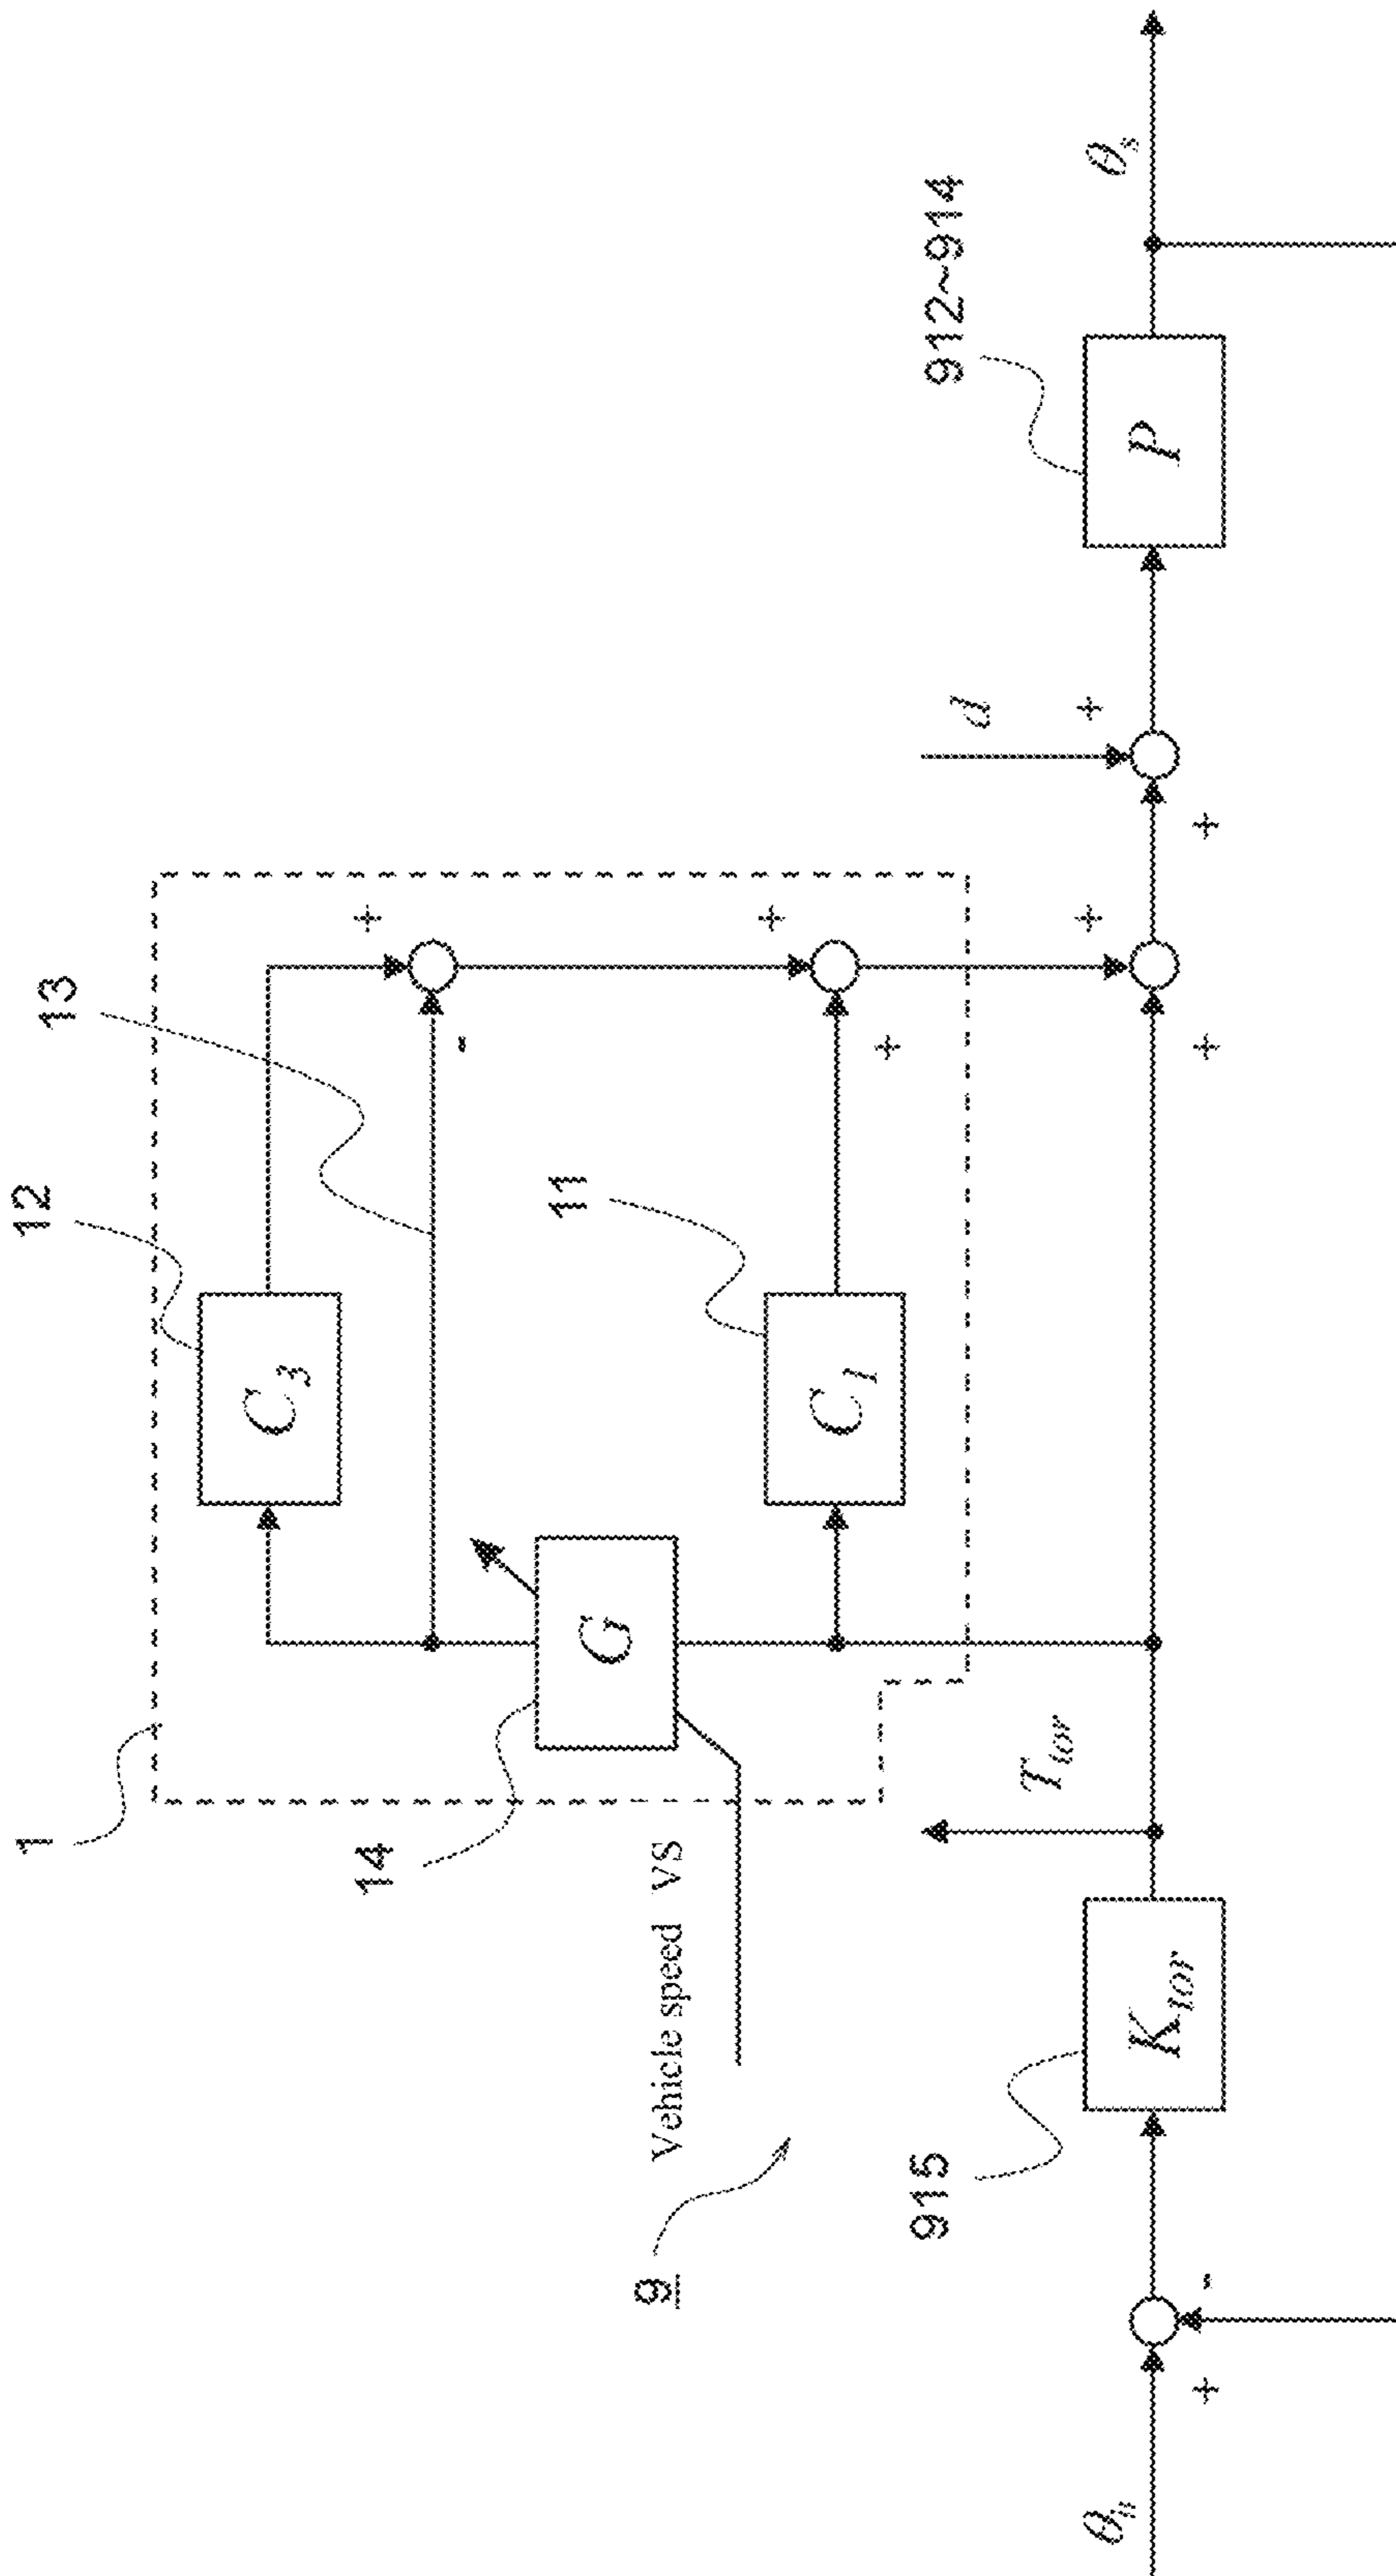 1
12
13
C3
+
-
14
G
11
C1
+
+
Vehicle speed VS
9
Ttor
d
+
+
+
+
915
Ktor
912~914
P
θh
+
-
θs